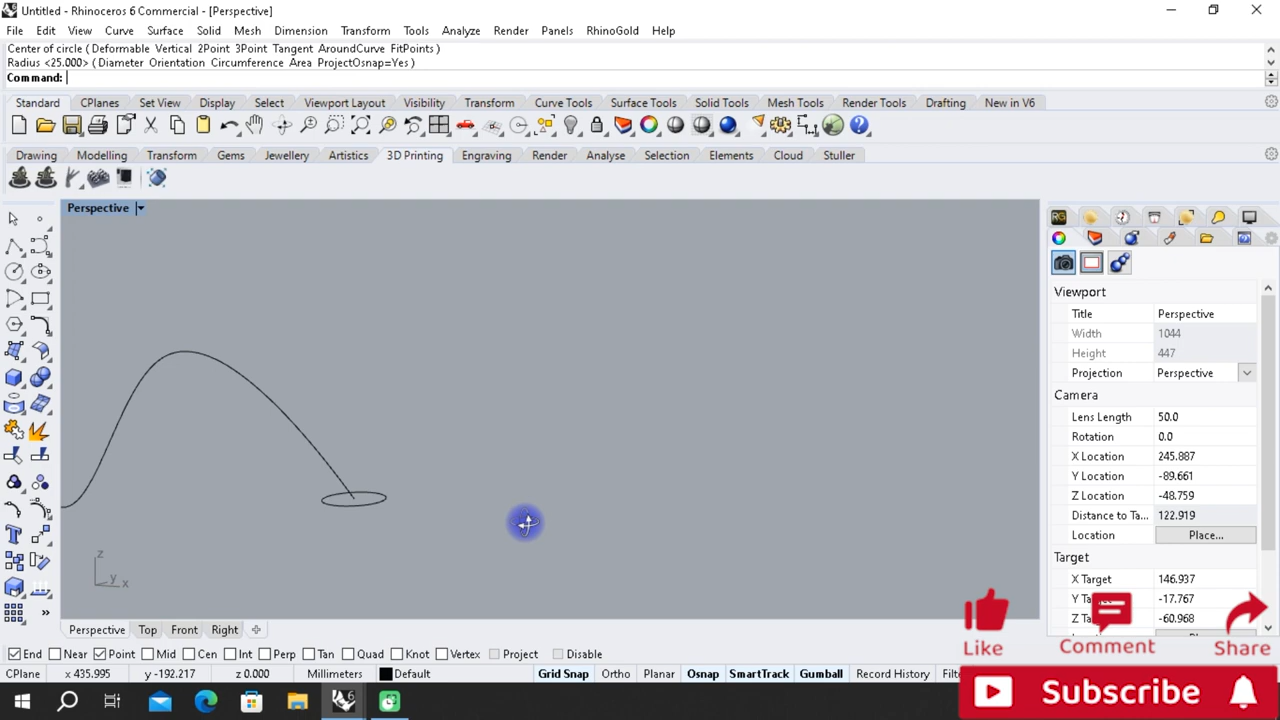 Untitled - Rhinoceros 6 Commercial - [Perspective]
File Edit View Curve Surface Solid Mesh Dimension Transform Tools Analyze Render Panels RhinoGold Help
Center of circle ( Deformable Vertical 2Point 3Point Tangent AroundCurve FitPoints )
Radius <25.000> ( Diameter Orientation Circumference Area ProjectOsnap=Yes )
Command:
Standard CPlanes Set View Display Select Viewport Layout Visibility Transform Curve Tools Surface Tools Solid Tools Mesh Tools Render Tools Drafting New in V6
Drawing Modelling Transform Gems Jewellery Artistics 3D Printing Engraving Render Analyse Selection Elements Cloud Stuller
Perspective
Viewport
Title Perspective
Width 1044
Height 447
Projection Perspective
Camera
Lens Length 50.0
Rotation 0.0
X Location 245.887
Y Location -89.661
Z Location -48.759
Distance to Ta... 122.919
Location Place...
Target
X Target 146.937
-17.767
-60.968
z
y
x
Like
Comment
Share
Perspective Top Front Right
End Near Point Mid Cen Int Perp Tan Quad Knot Vertex Project Disable
CPlane x 435.995 y -192.217 z 0.000 Millimeters Default Grid Snap Ortho Planar Osnap SmartTrack Gumball Record History
Subscribe